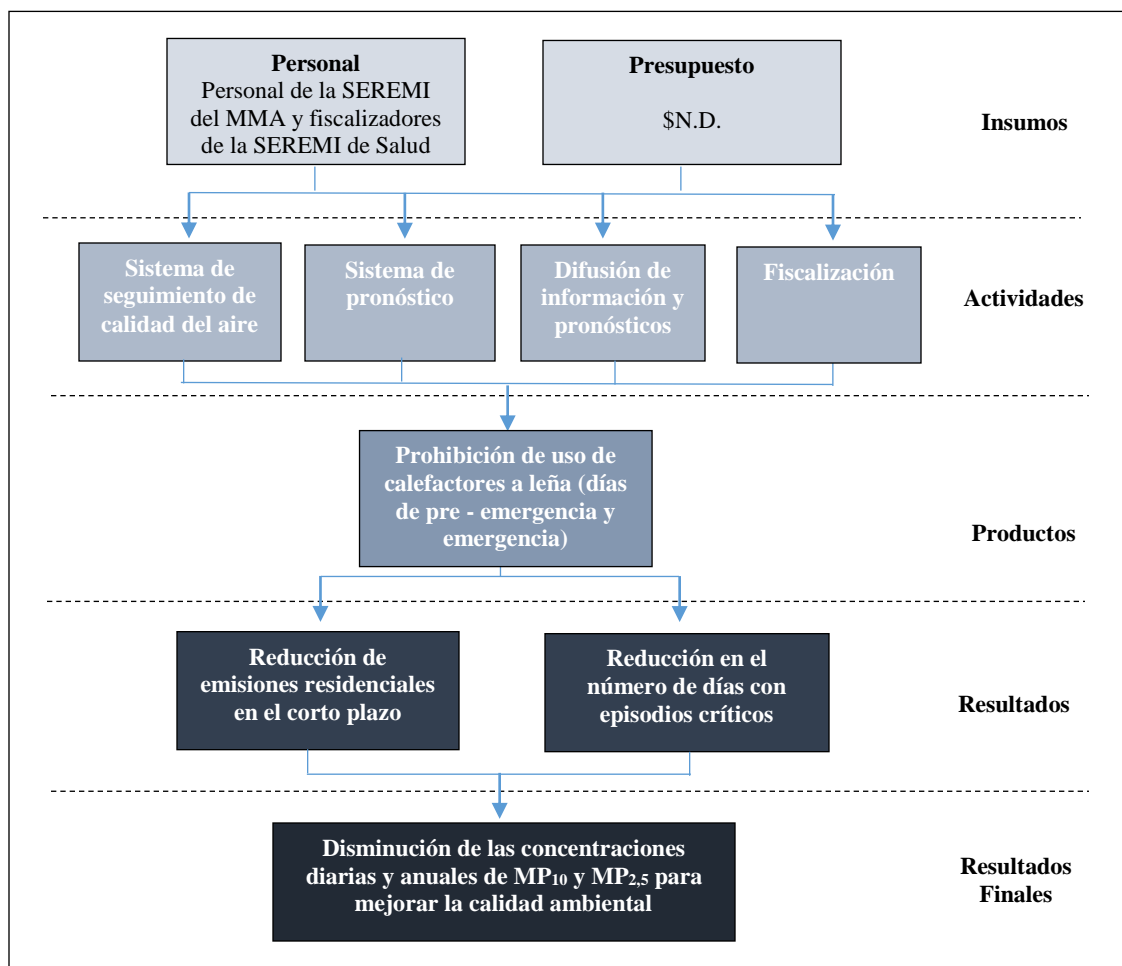 Personal
Personal de la SEREMI
del MMA y fiscalizadores
de la SEREMI de Salud
Presupuesto
$N.D.
Insumos
Sistema de
seguimiento de
calidad del aire
Sistema de
pronóstico
Difusión de
información y
pronósticos
Fiscalización
Actividades
Prohibición de uso de
calefactores a leña (días
de pre - emergencia y
emergencia)
Productos
Reducción de
emisiones residenciales
en el corto plazo
Reducción en el
número de días con
episodios críticos
Resultados
Disminución de las concentraciones
diarias y anuales de MP10 y MP2,5 para
mejorar la calidad ambiental
Resultados
Finales